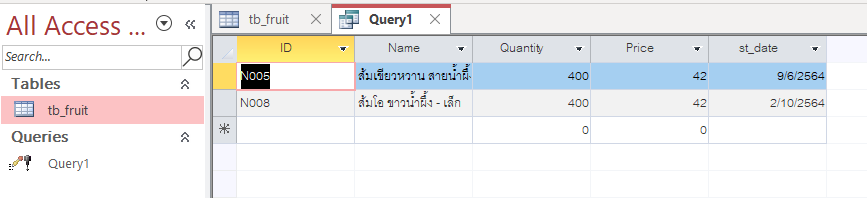 All Access ...
Search...
Tables
tb_fruit
Queries
Query1
tb_fruit Query1
ID Name Quantity Price st_date
N005 ส้มเขียวหวาน สายน้ำผึ้ง 400 42 9/6/2564
N008 ส้มโอ ขาวน้ำผึ้ง - เล็ก 400 42 2/10/2564
0 0